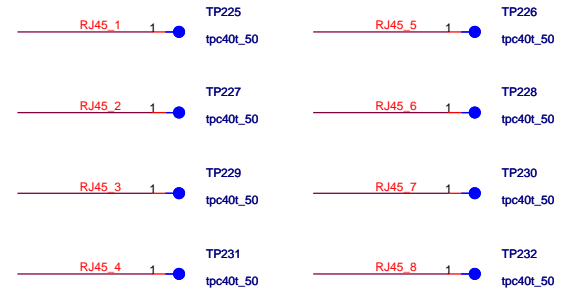 TP225
RJ45_1 1
tpc40t_50
TP226
RJ45_5 1
tpc40t_50
TP227
RJ45_2 1
tpc40t_50
TP228
RJ45_6 1
tpc40t_50
TP229
RJ45_3 1
tpc40t_50
TP230
RJ45_7 1
tpc40t_50
TP231
RJ45_4 1
tpc40t_50
TP232
RJ45_8 1
tpc40t_50